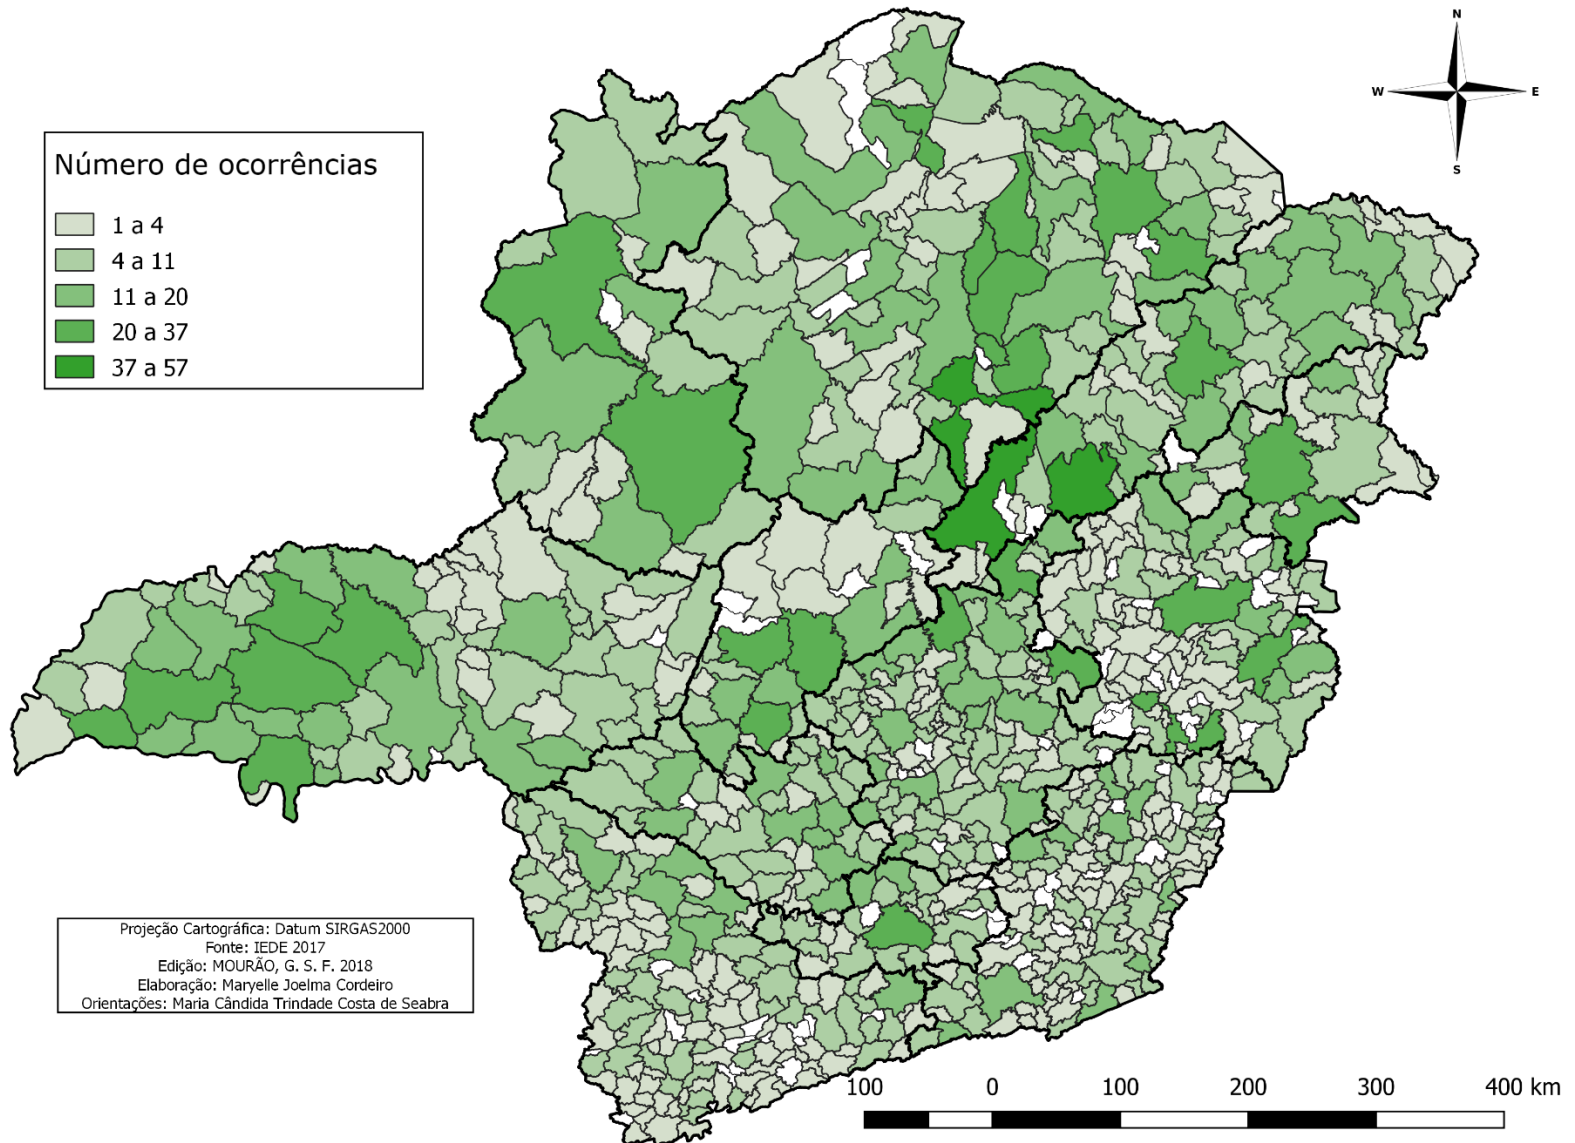 N
W
E
S
Número de ocorrências
1 a 4
4 a 11
11 a 20
20 a 37
37 a 57
Projeção Cartográfica: Datum SIRGAS2000
Fonte: IEDE 2017
Edição: MOURÃO, G. S. F. 2018
Elaboração: Maryelle Joelma Cordeiro
Orientações: Maria Cândida Trindade Costa de Seabra
100 0 100 200 300 400 km